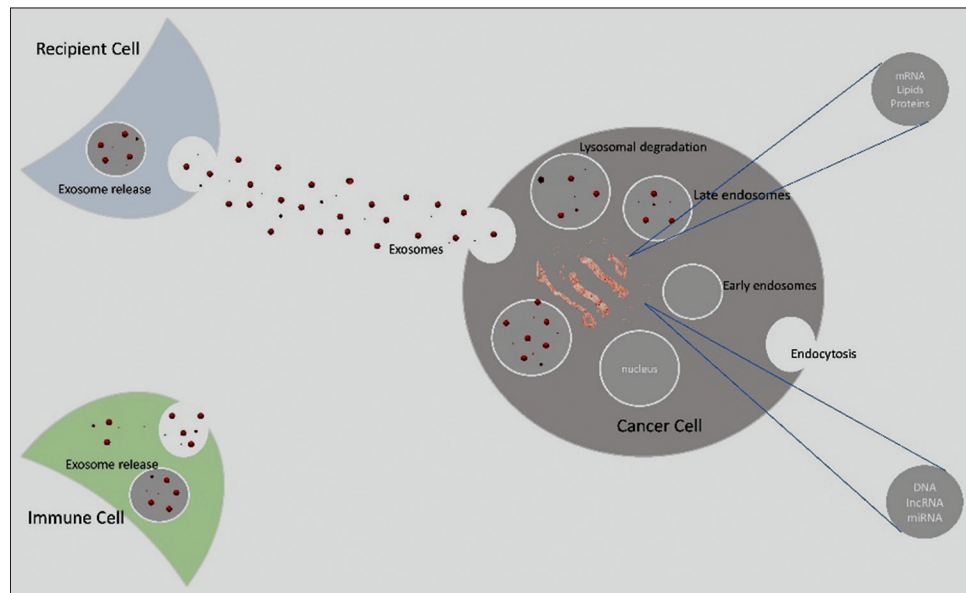 Recipient Cell
Exosome release
Exosomes
Lysosomal degradation
Late endosomes
Early endosomes
Endocytosis
nucleus
Cancer Cell
mRNA
Lipids
Proteins
DNA
lncRNA
miRNA
Exosome release
Immune Cell